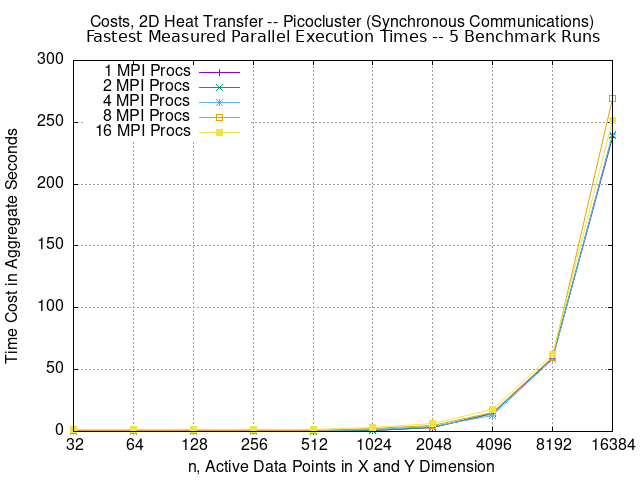 Costs, 2D Heat Transfer -- Picocluster (Synchronous Communications)
Fastest Measured Parallel Execution Times -- 5 Benchmark Runs
300
250
200
150
100
50
0
Time Cost in Aggregate Seconds
1 MPI Procs
2 MPI Procs
4 MPI Procs
8 MPI Procs
16 MPI Procs
32 64 128 256 512 1024 2048 4096 8192 16384
n, Active Data Points in X and Y Dimension